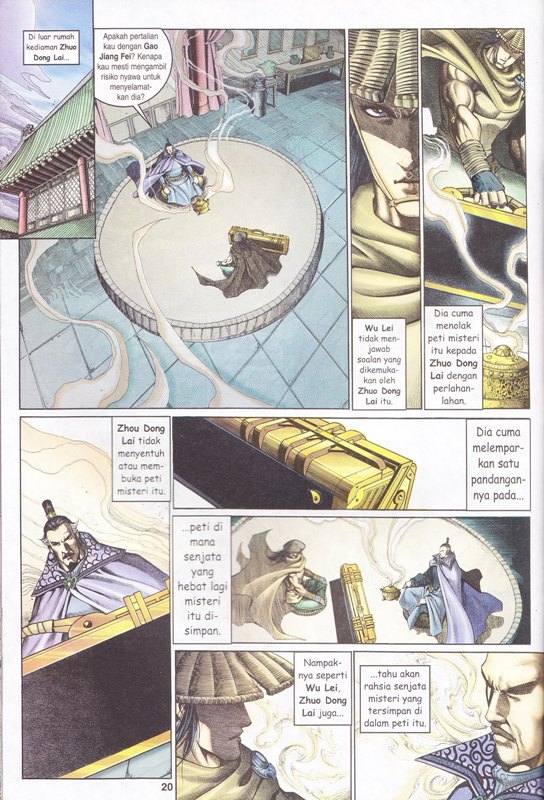 Di luar rumah
kediaman Zhuo
Dong Lai...
Apakah pertalian
kau dengan Gao
Jiang Fei? Kenapa
kau mesti mengambil
risiko nyawa untuk
menyelamat-
kan dia?
Wu Lei
tidak men-
jawab
soalan yang
dikemuka-
kan oleh
Zhuo Dong
Lai itu.
Dia cuma
menolak
peti misteri
itu kepada
Zhuo Dong
Lai dengan
perlahan-
lahan.
Zhou Dong
Lai tidak
menyentuh
atau mem-
buka peti
misteri itu.
Dia cuma
melempar-
kan satu
pandangan-
nya pada...
...peti di
mana
senjata
yang
hebat lagi
misteri
itu di-
simpan.
Nampak-
nya seperti
Wu Lei,
Zhuo Dong
Lai juga...
...tahu akan
rahsia senjata
misteri yang
tersimpan di
dalam peti itu.
20